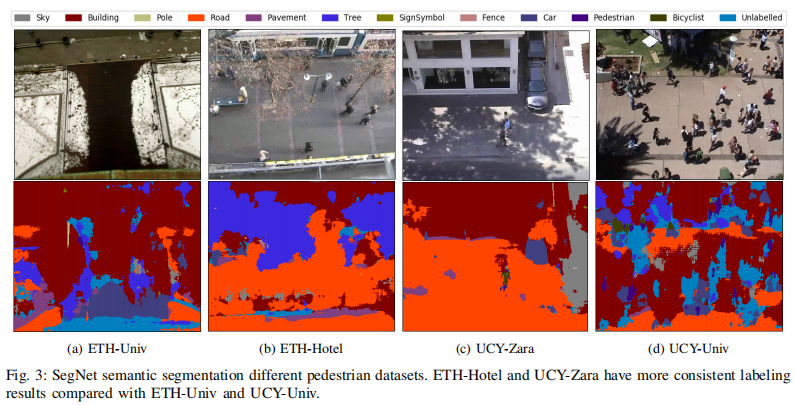 Sky Building Pole Road Pavement Tree SignSymbol Fence Car Pedestrian Bicyclist Unlabelled
(a) ETH-Univ (b) ETH-Hotel (c) UCY-Zara (d) UCY-Univ
Fig. 3: SegNet semantic segmentation different pedestrian datasets. ETH-Hotel and UCY-Zara have more consistent labeling
results compared with ETH-Univ and UCY-Univ.